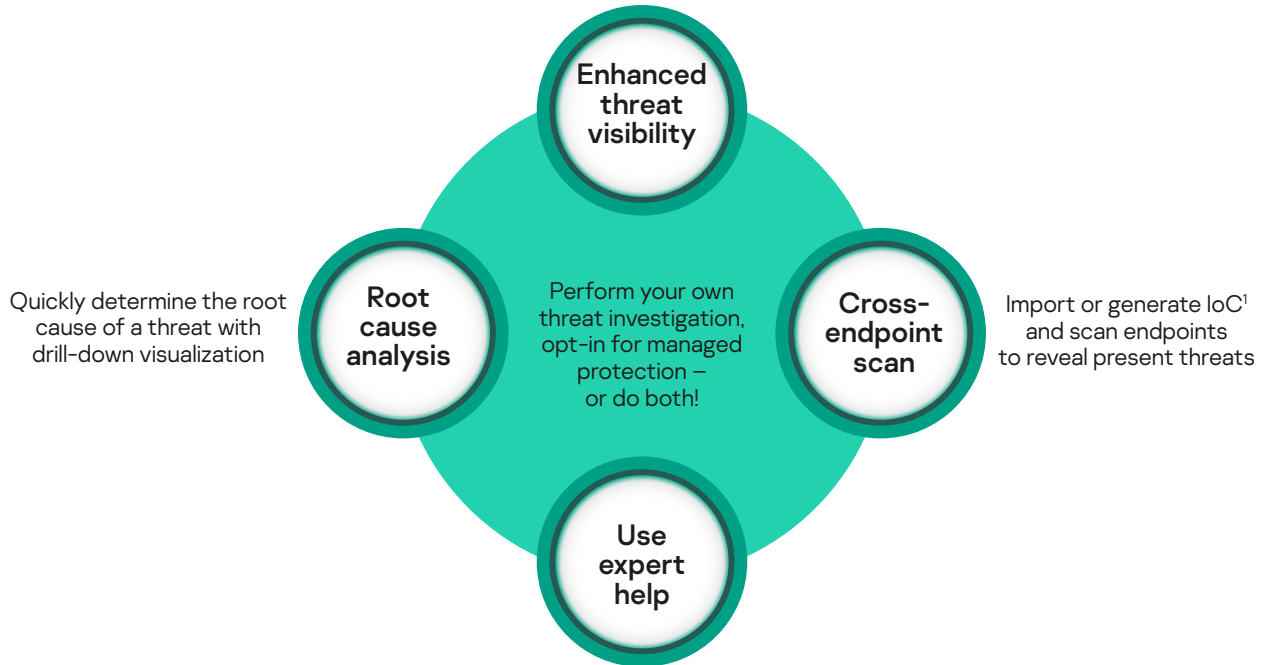 Enhanced
threat
visibility
Quickly determine the root
cause of a threat with
drill-down visualization
Root
cause
analysis
Perform your own
threat investigation,
opt-in for managed
protection –
or do both!
Cross-
endpoint
scan
Import or generate IoC¹
and scan endpoints
to reveal present threats
Use
expert
help